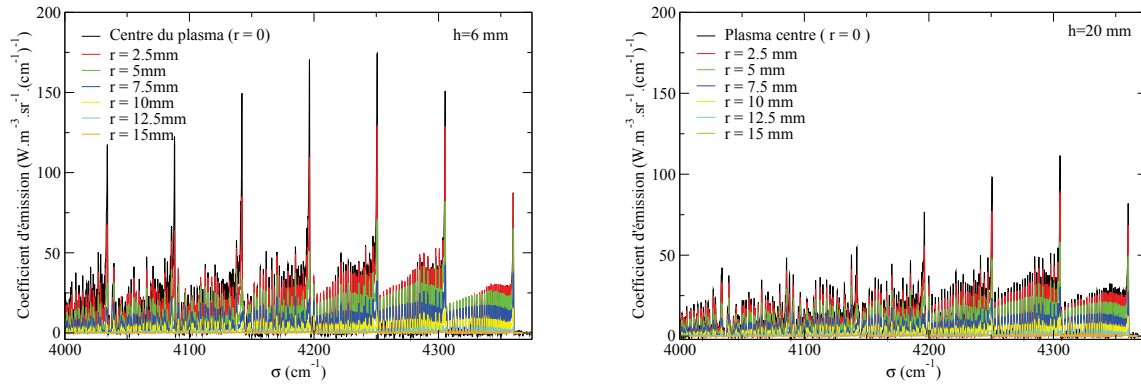 200
150
100
50
0
Coefficient d'émission (W.m⁻³.sr⁻¹.(cm⁻¹)⁻¹)
Centre du plasma (r = 0)
r = 2.5mm
r = 5mm
r = 7.5mm
r = 10mm
r = 12.5mm
r = 15mm
h=6 mm
4000 4100 4200 4300
σ (cm⁻¹)
200
150
100
50
0
Coefficient d'émission (W.m⁻³.sr⁻¹.(cm⁻¹)⁻¹)
Plasma centre ( r = 0)
r = 2.5 mm
r = 5 mm
r = 7.5 mm
r = 10 mm
r = 12.5 mm
r = 15 mm
h=20 mm
4000 4100 4200 4300
σ (cm⁻¹)